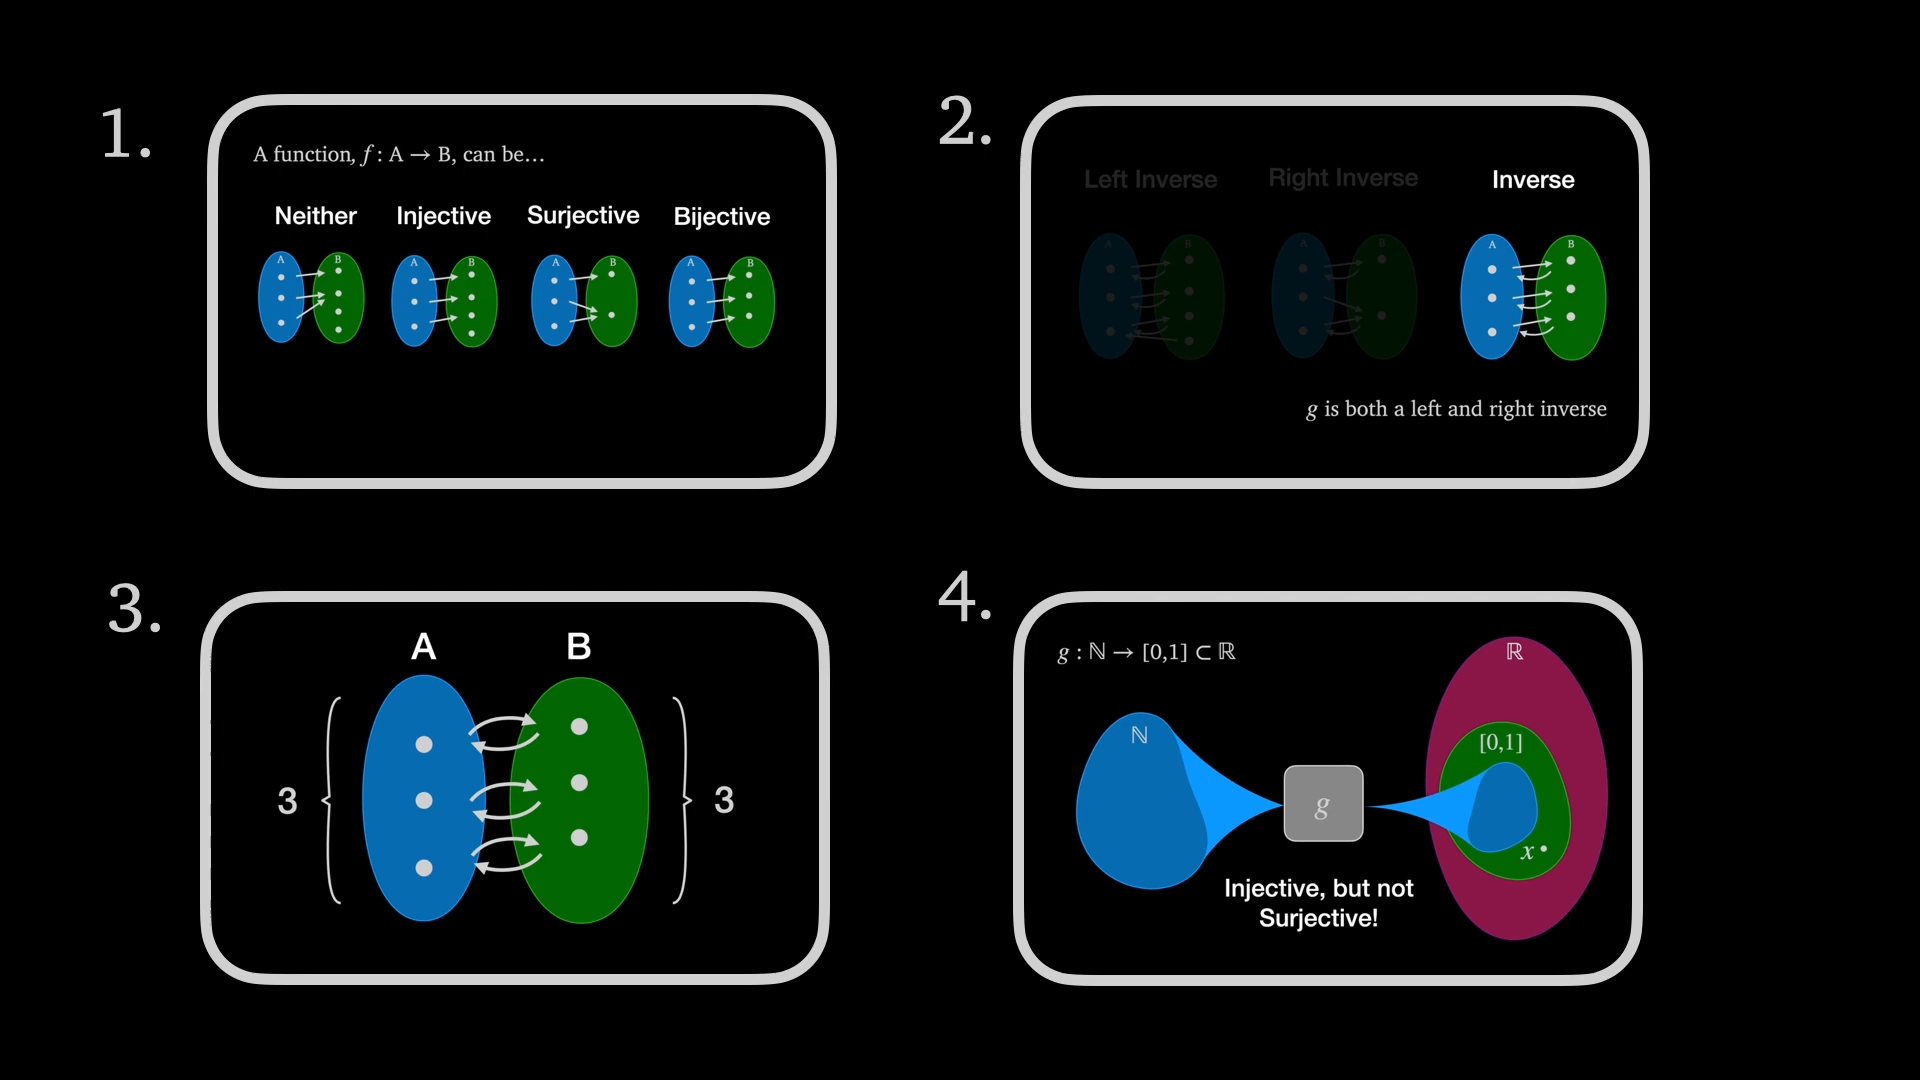 1.
A function, f : A → B, can be…
Neither Injective Surjective Bijective
A B A B A B A B
2.
Left Inverse Right Inverse Inverse
A B A B A B
g is both a left and right inverse
3.
A B
3 3
4.
g : ℕ → [0,1] ⊂ ℝ
ℝ
ℕ
[0,1]
g
x
Injective, but not
Surjective!